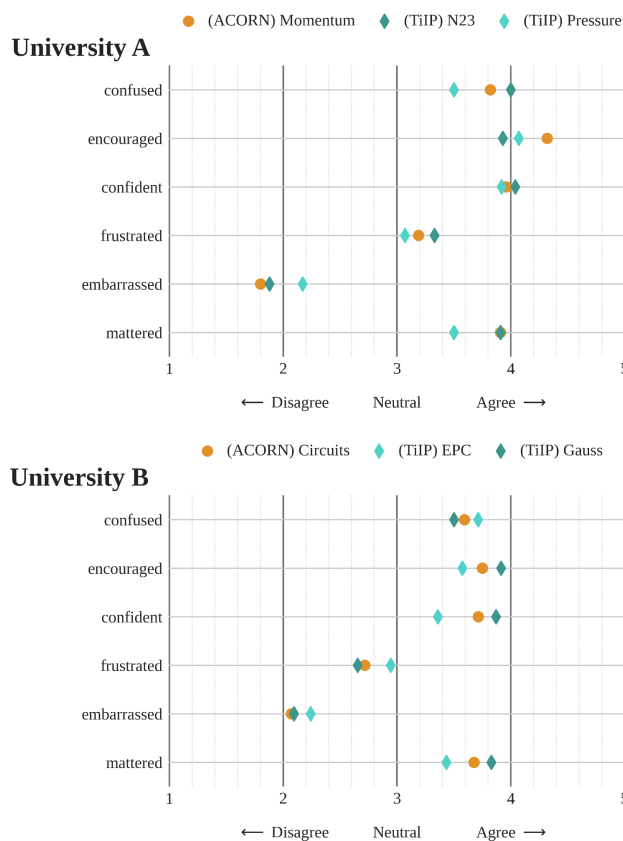 (ACORN) Momentum (TiIP) N23 (TiIP) Pressure
University A
confused
encouraged
confident
frustrated
embarrassed
mattered
1 2 3 4 5
⟵ Disagree Neutral Agree ⟶
(ACORN) Circuits (TiIP) EPC (TiIP) Gauss
University B
confused
encouraged
confident
frustrated
embarrassed
mattered
1 2 3 4 5
⟵ Disagree Neutral Agree ⟶